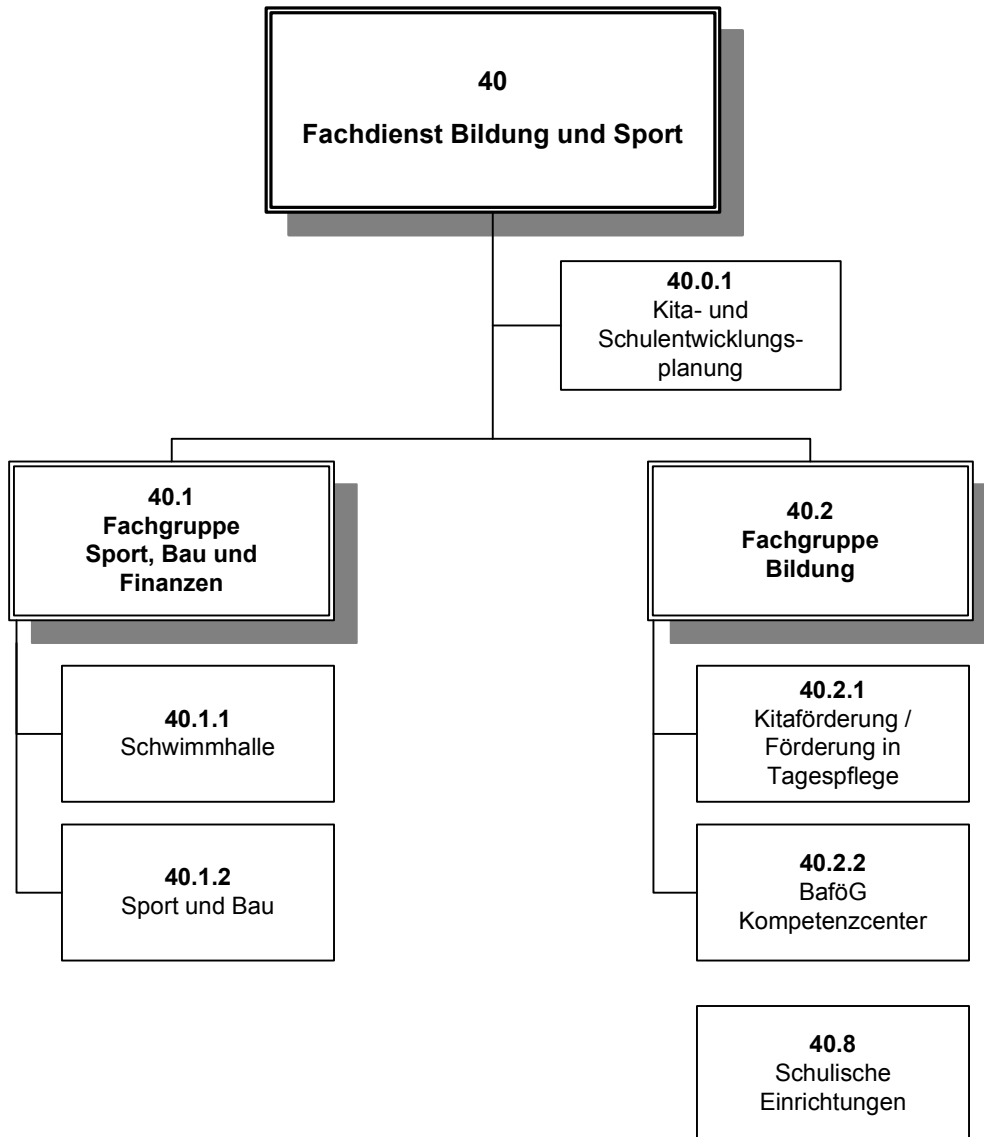 40
Fachdienst Bildung und Sport
40.0.1
Kita- und
Schulentwicklungs-
planung
40.1
Fachgruppe
Sport, Bau und
Finanzen
40.2
Fachgruppe
Bildung
40.1.1
Schwimmhalle
40.2.1
Kitaförderung /
Förderung in
Tagespflege
40.1.2
Sport und Bau
40.2.2
BaföG
Kompetenzcenter
40.8
Schulische
Einrichtungen